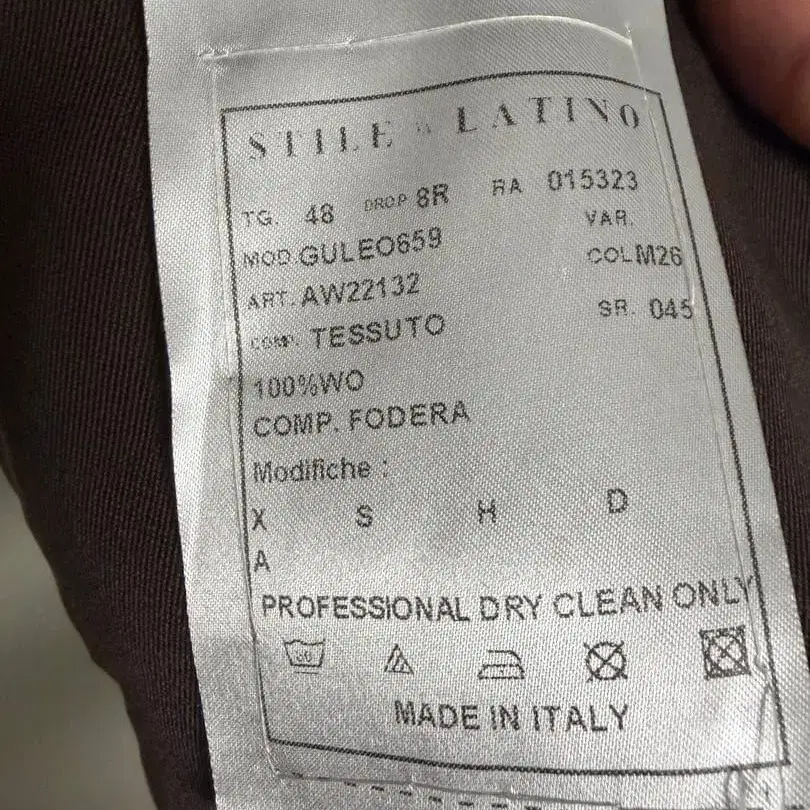 STILE LATINO
TG. 48 DROP 8R RA 015323
VAR.
MOD. GULEO659
COL M26
ART. AW22132
SR. 045
COMP. TESSUTO
100%WO
COMP. FODERA
Modifiche :
X S H D
A
PROFESSIONAL DRY CLEAN ONLY
MADE IN ITALY